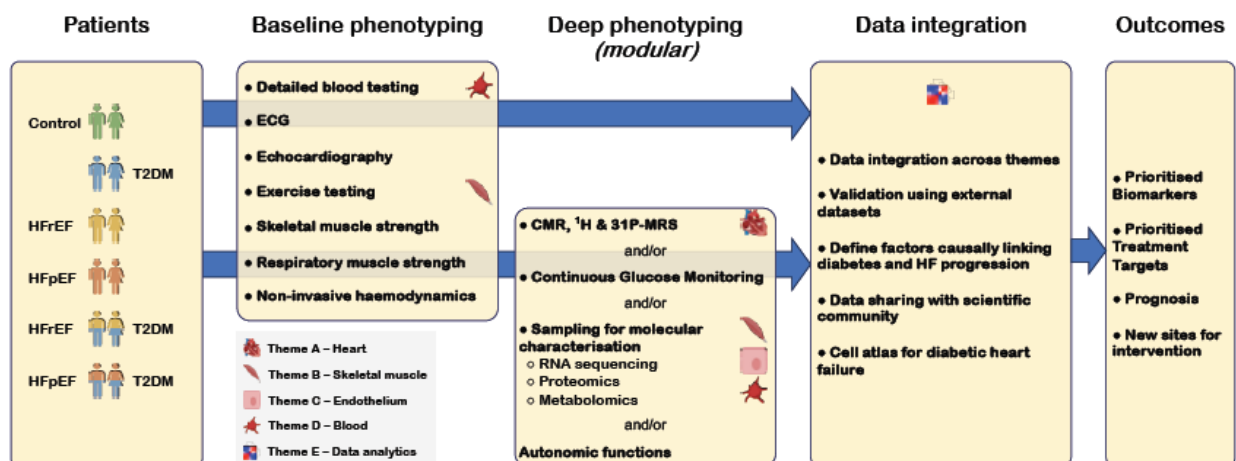 Patients
Control
T2DM
HFrEF
HFpEF
HFrEF T2DM
HFpEF T2DM
Baseline phenotyping
● Detailed blood testing
● ECG
● Echocardiography
● Exercise testing
● Skeletal muscle strength
● Respiratory muscle strength
● Non-invasive haemodynamics
Theme A – Heart
Theme B – Skeletal muscle
Theme C – Endothelium
Theme D – Blood
Theme E – Data analytics
Deep phenotyping
(modular)
● CMR, ¹H & 31P-MRS
and/or
● Continuous Glucose Monitoring
and/or
● Sampling for molecular
characterisation
○ RNA sequencing
○ Proteomics
○ Metabolomics
and/or
Autonomic functions
Data integration
● Data integration across themes
● Validation using external
datasets
● Define factors causally linking
diabetes and HF progression
● Data sharing with scientific
community
● Cell atlas for diabetic heart
failure
Outcomes
● Prioritised
Biomarkers
● Prioritised
Treatment
Targets
● Prognosis
● New sites for
intervention